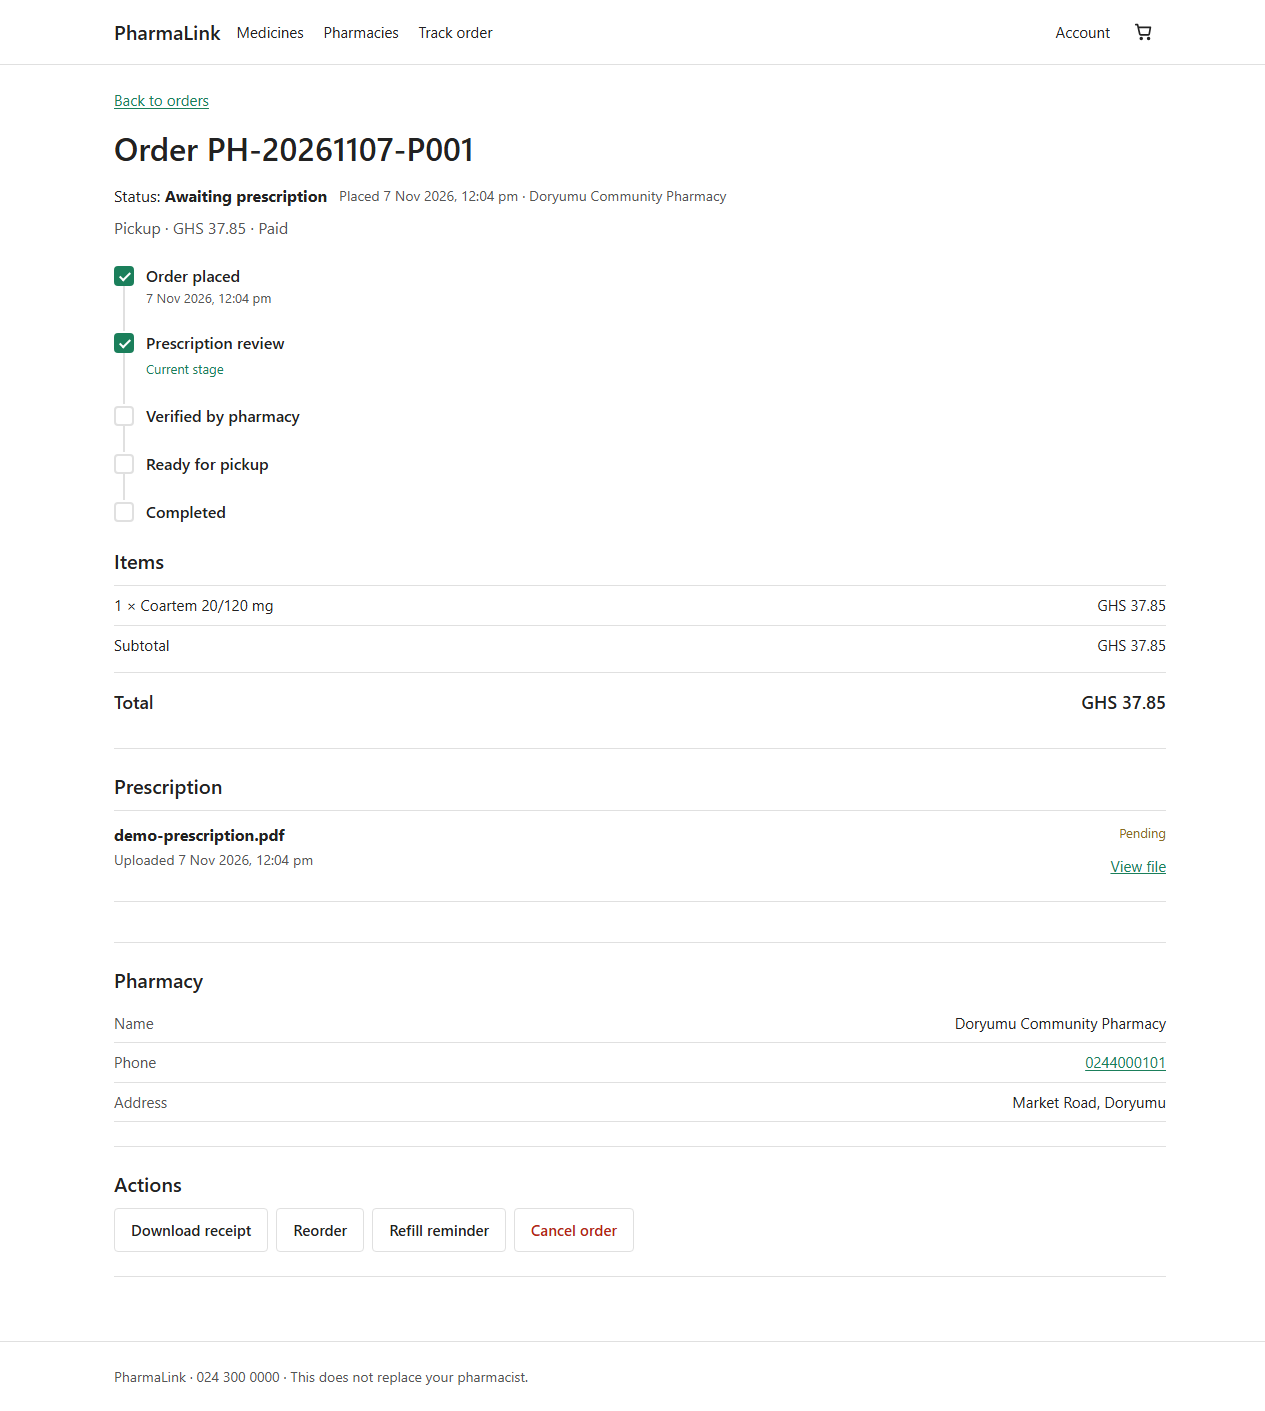 PharmaLink Medicines Pharmacies Track order Account
Back to orders
Order PH-20261107-P001
Status: Awaiting prescription Placed 7 Nov 2026, 12:04 pm · Doryumu Community Pharmacy
Pickup · GHS 37.85 · Paid
Order placed
7 Nov 2026, 12:04 pm
Prescription review
Current stage
Verified by pharmacy
Ready for pickup
Completed
Items
1 × Coartem 20/120 mg GHS 37.85
Subtotal GHS 37.85
Total GHS 37.85
Prescription
demo-prescription.pdf Pending
Uploaded 7 Nov 2026, 12:04 pm
View file
Pharmacy
Name Doryumu Community Pharmacy
Phone 0244000101
Address Market Road, Doryumu
Actions
Download receipt Reorder Refill reminder Cancel order
PharmaLink · 024 300 0000 · This does not replace your pharmacist.